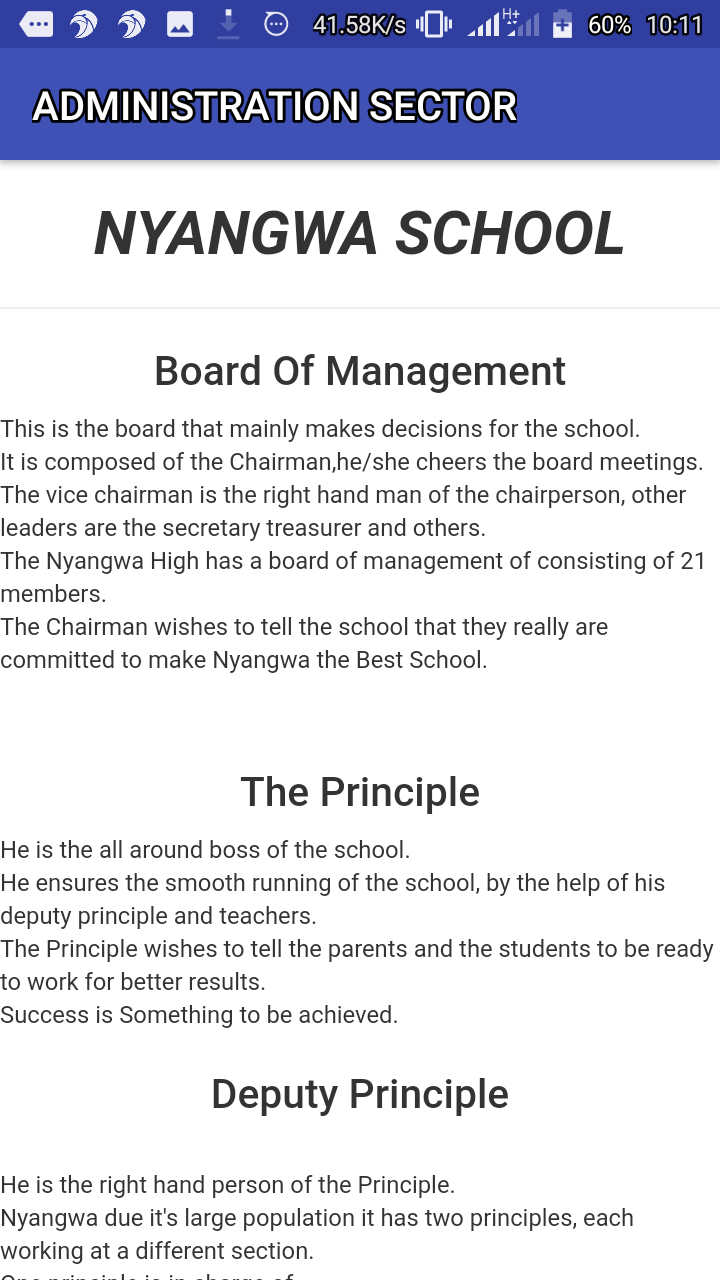 41.58K/s H+ 60% 10:11
ADMINISTRATION SECTOR
NYANGWA SCHOOL
Board Of Management
This is the board that mainly makes decisions for the school.
It is composed of the Chairman,he/she cheers the board meetings.
The vice chairman is the right hand man of the chairperson, other
leaders are the secretary treasurer and others.
The Nyangwa High has a board of management of consisting of 21
members.
The Chairman wishes to tell the school that they really are
committed to make Nyangwa the Best School.
The Principle
He is the all around boss of the school.
He ensures the smooth running of the school, by the help of his
deputy principle and teachers.
The Principle wishes to tell the parents and the students to be ready
to work for better results.
Success is Something to be achieved.
Deputy Principle
He is the right hand person of the Principle.
Nyangwa due it's large population it has two principles, each
working at a different section.
One principle is in charge of